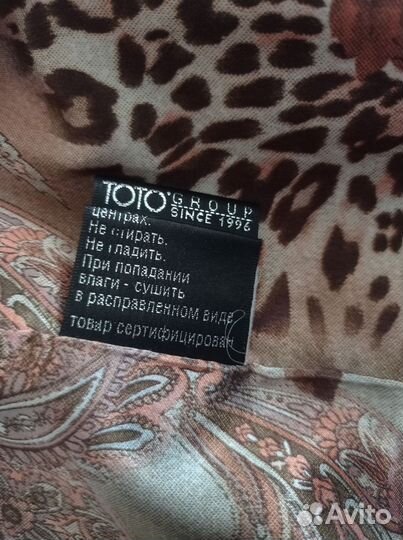 TOTO GROUP
SINCE 1996
центрах.
Не стирать.
Не гладить.
При попадании
влаги - сушить
в расправленном виде
товар сертифицирован
Avito